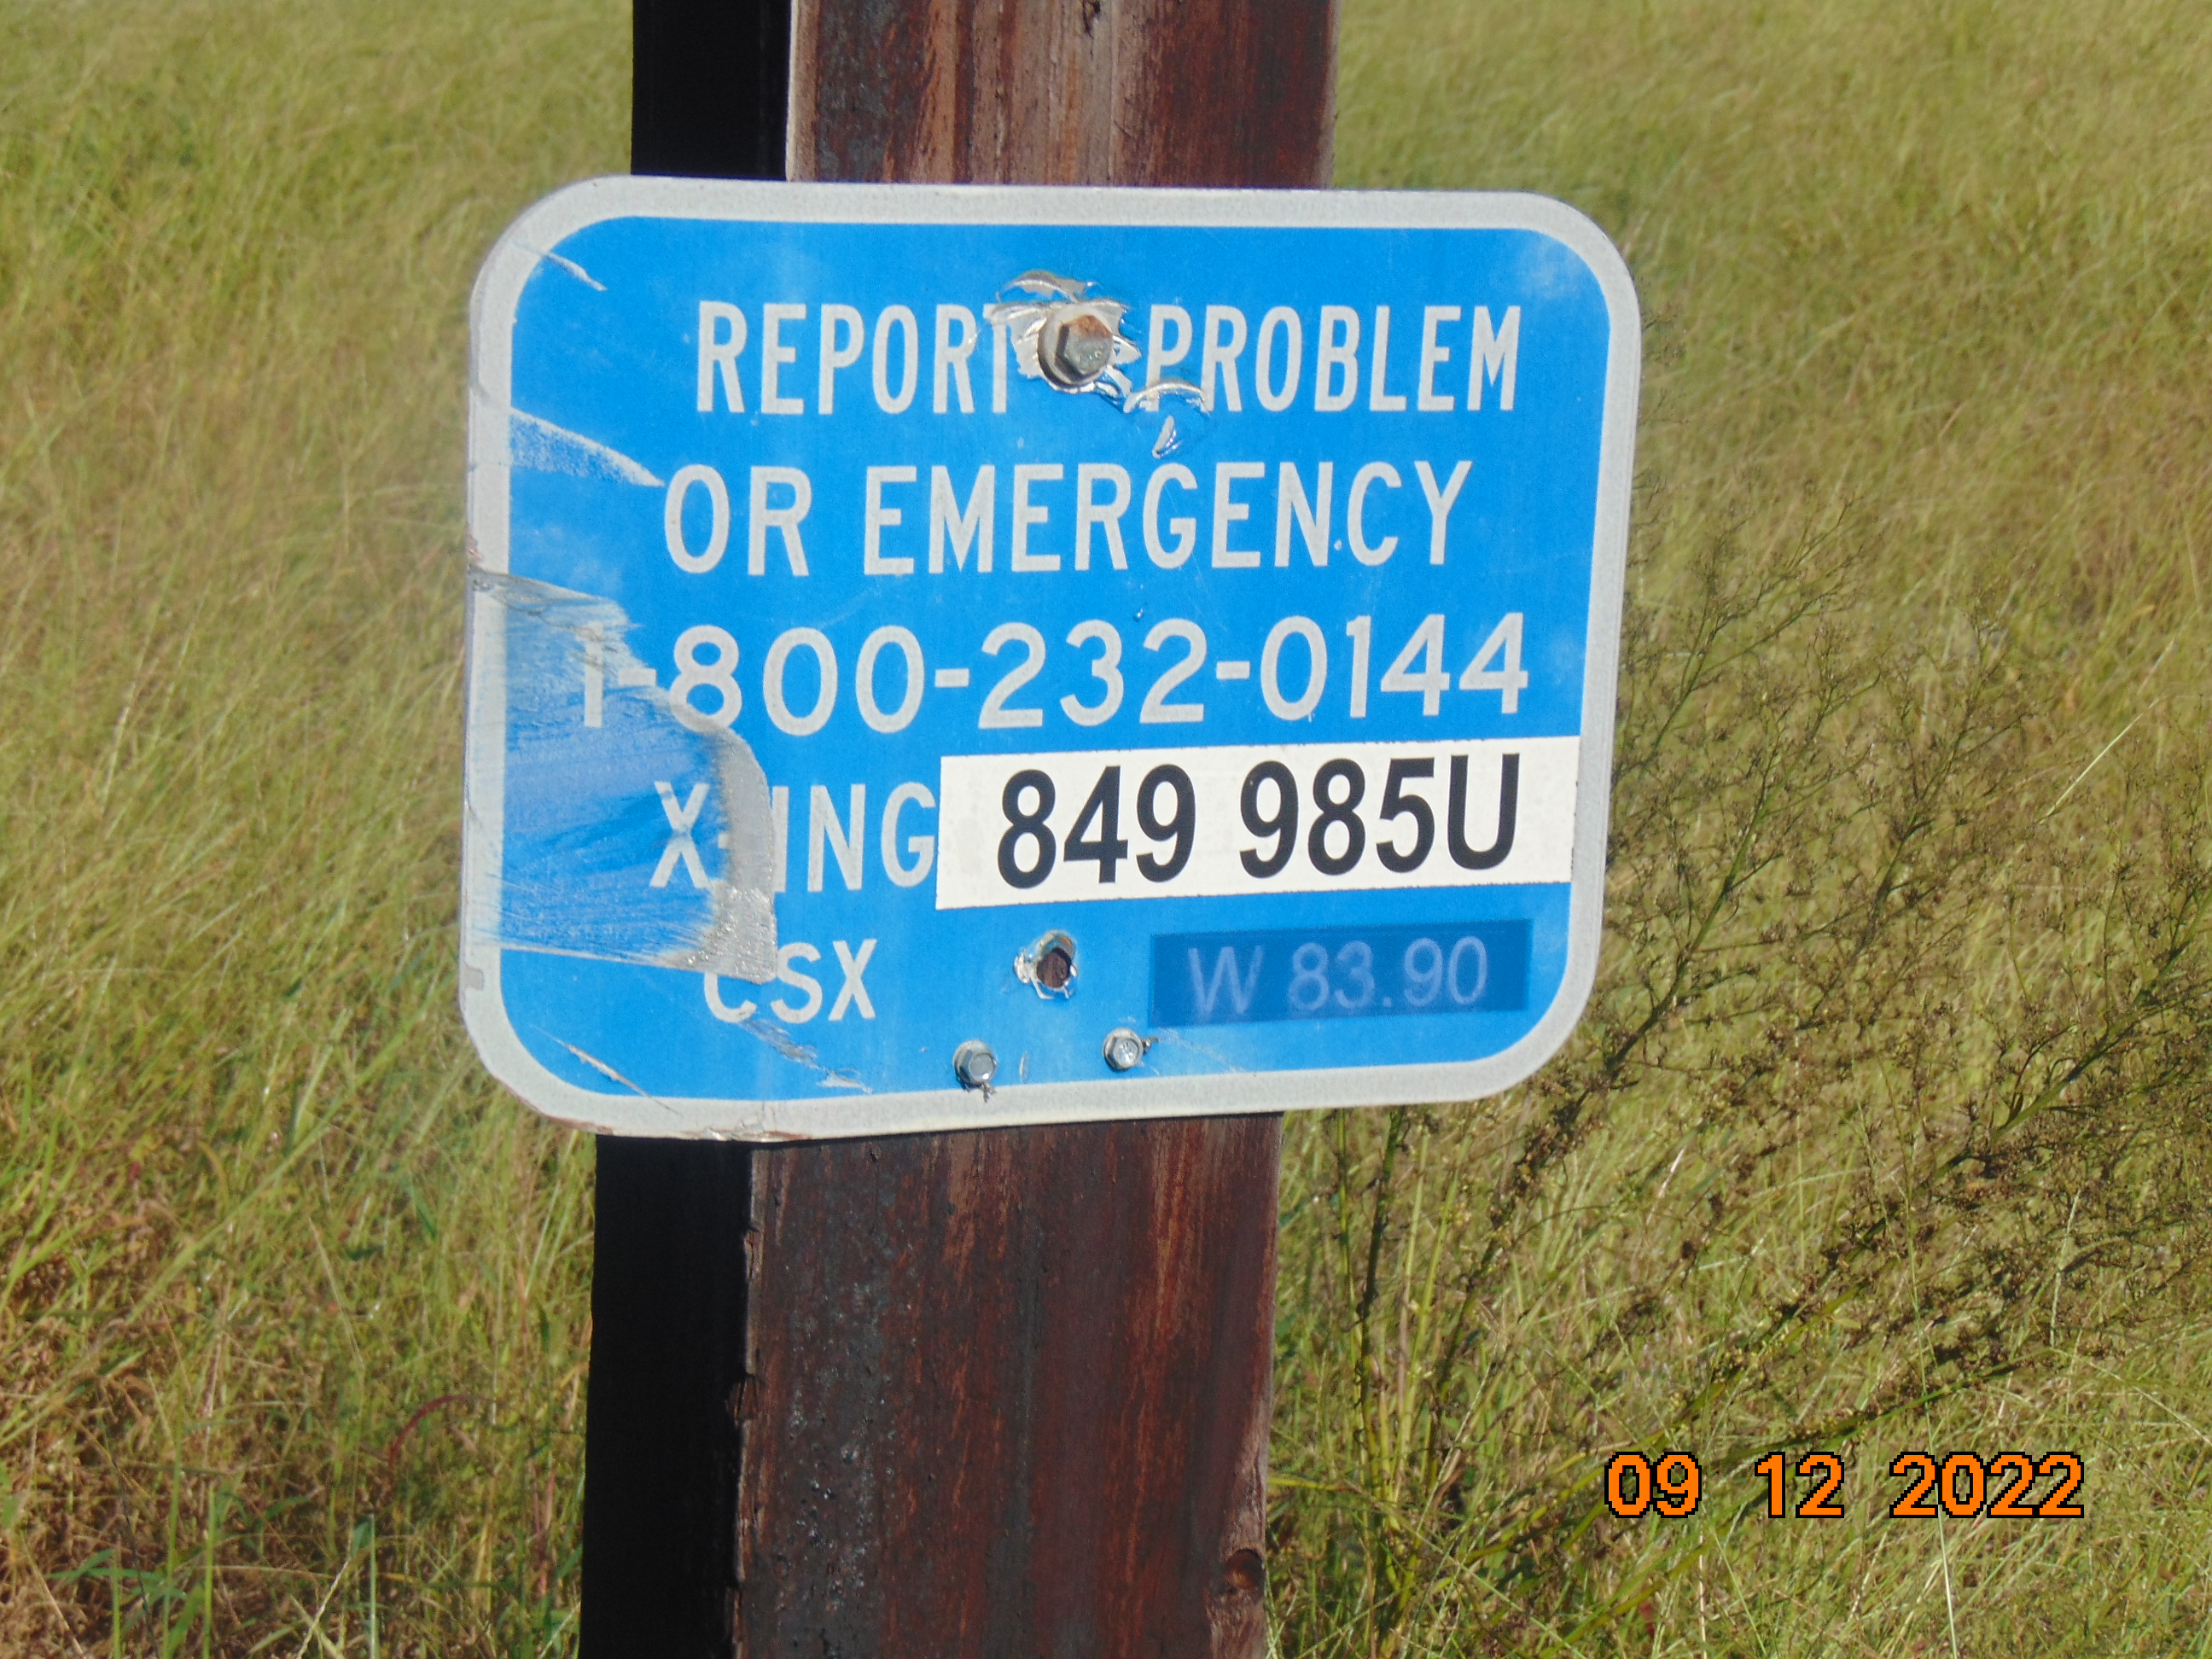 REPORT PROBLEM
OR EMERGENCY
1-800-232-0144
X-ING 849 985U
CSX W 83.90
09 12 2022